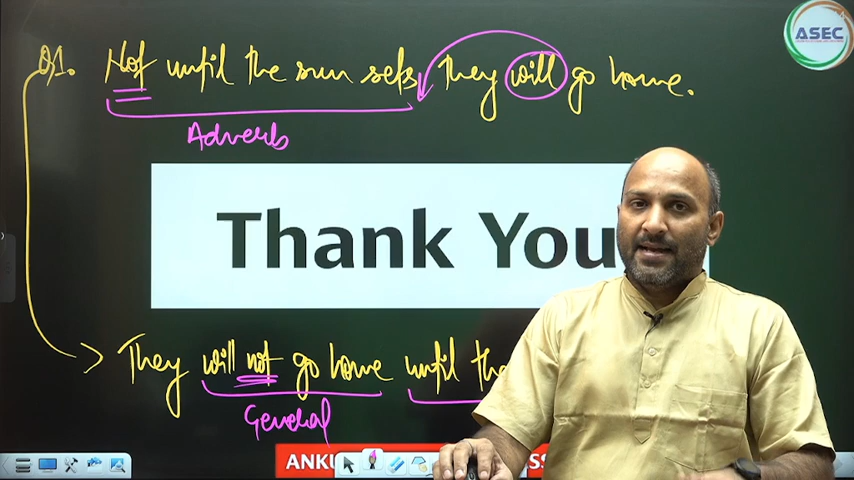 ASEC
Q1. Not until the sun sets they will go home.
Adverb
Thank You
They will not go home until the
General
ANKU
SS